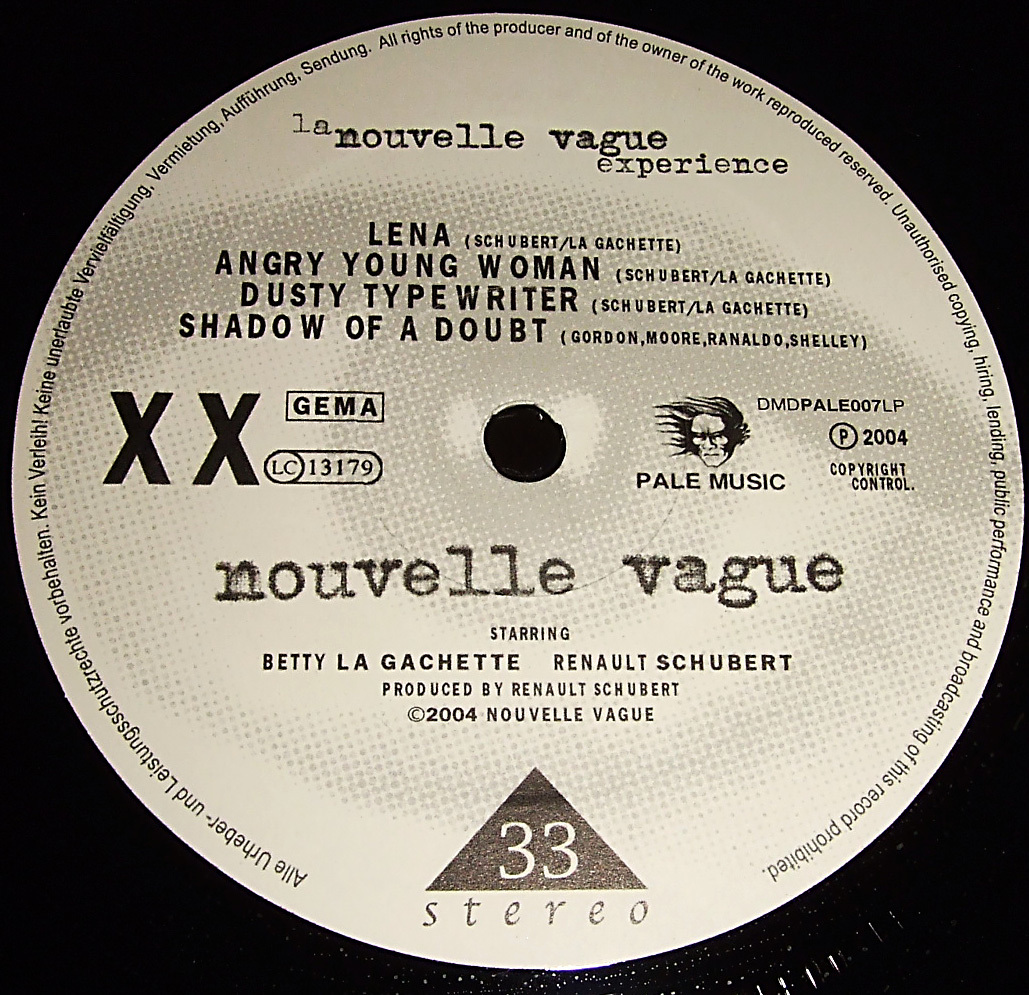 Alle Urheber- und Leistungsschutzrechte vorbehalten. Kein Verleih! Keine unerlaubte Vervielfältigung, Vermietung, Aufführung, Sendung. All rights of the producer and of the owner of the work reproduced reserved. Unauthorised copying, hiring, lending, public performance and broadcasting of this record prohibited.
la nouvelle vague
experience
LENA (SCHUBERT/LA GACHETTE)
ANGRY YOUNG WOMAN (SCHUBERT/LA GACHETTE)
DUSTY TYPEWRITER (SCHUBERT/LA GACHETTE)
SHADOW OF A DOUBT (GORDON,MOORE,RANALDO,SHELLEY)
XX
GEMA
LC 13179
PALE MUSIC
DMDPALE007LP
Ⓟ 2004
COPYRIGHT
CONTROL.
nouvelle vague
STARRING
BETTY LA GACHETTE RENAULT SCHUBERT
PRODUCED BY RENAULT SCHUBERT
©2004 NOUVELLE VAGUE
33
stereo